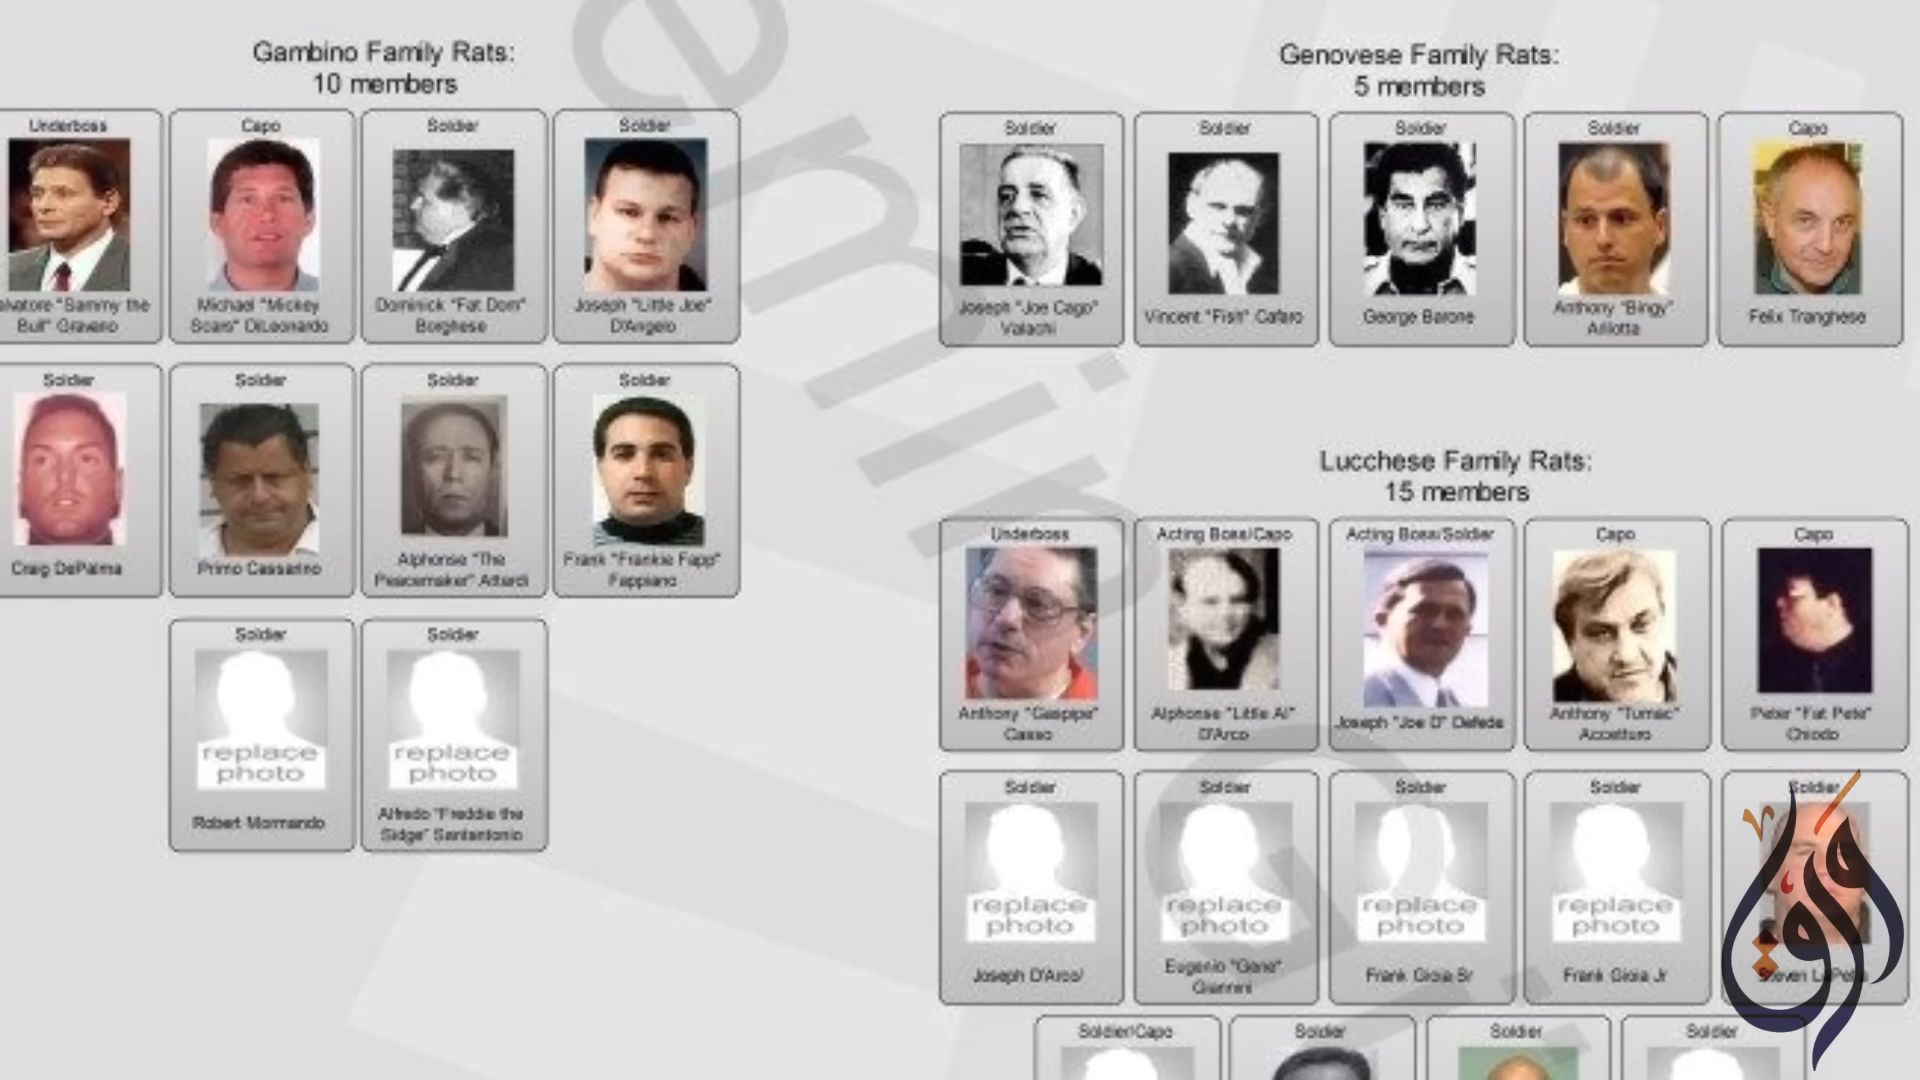 Gambino Family Rats:
10 members
Underboss
Capo
Soldier
Soldier
alvatore "Sammy the
Bull" Gravano
Michael "Mickey
Scars" DiLeonardo
Dominick "Fat Dom"
Borghese
Joseph "Little Joe"
D'Angelo
Soldier
Soldier
Soldier
Soldier
Craig DePalma
Primo Cassarino
Alphonse "The
Peacemaker" Attardi
Frank "Frankie Fapp"
Fappiano
Soldier
Soldier
replace
photo
replace
photo
Robert Mormando
Alfredo "Freddie the
Sidge" Santantonio
Genovese Family Rats:
5 members
Soldier
Soldier
Soldier
Soldier
Capo
Joseph "Joe Cago"
Valachi
Vincent "Fish" Cafaro
George Barone
Anthony "Bingy"
Arilotta
Felix Tranghese
Lucchese Family Rats:
15 members
Underboss
Acting Boss/Capo
Acting Boss/Soldier
Capo
Capo
Anthony "Gaspipe"
Casso
Alphonse "Little Al"
D'Arco
Joseph "Joe D" Defede
Anthony "Tumac"
Accetturo
Peter "Fat Pete"
Chiodo
Soldier
Soldier
Soldier
Soldier
Soldier
replace
photo
replace
photo
replace
photo
replace
photo
Joseph D'Arco/
Eugenio "Gene"
Giannini
Frank Gioia Sr
Frank Gioia Jr
Steven LaPella
Soldier/Capo
Soldier
Soldier
Soldier